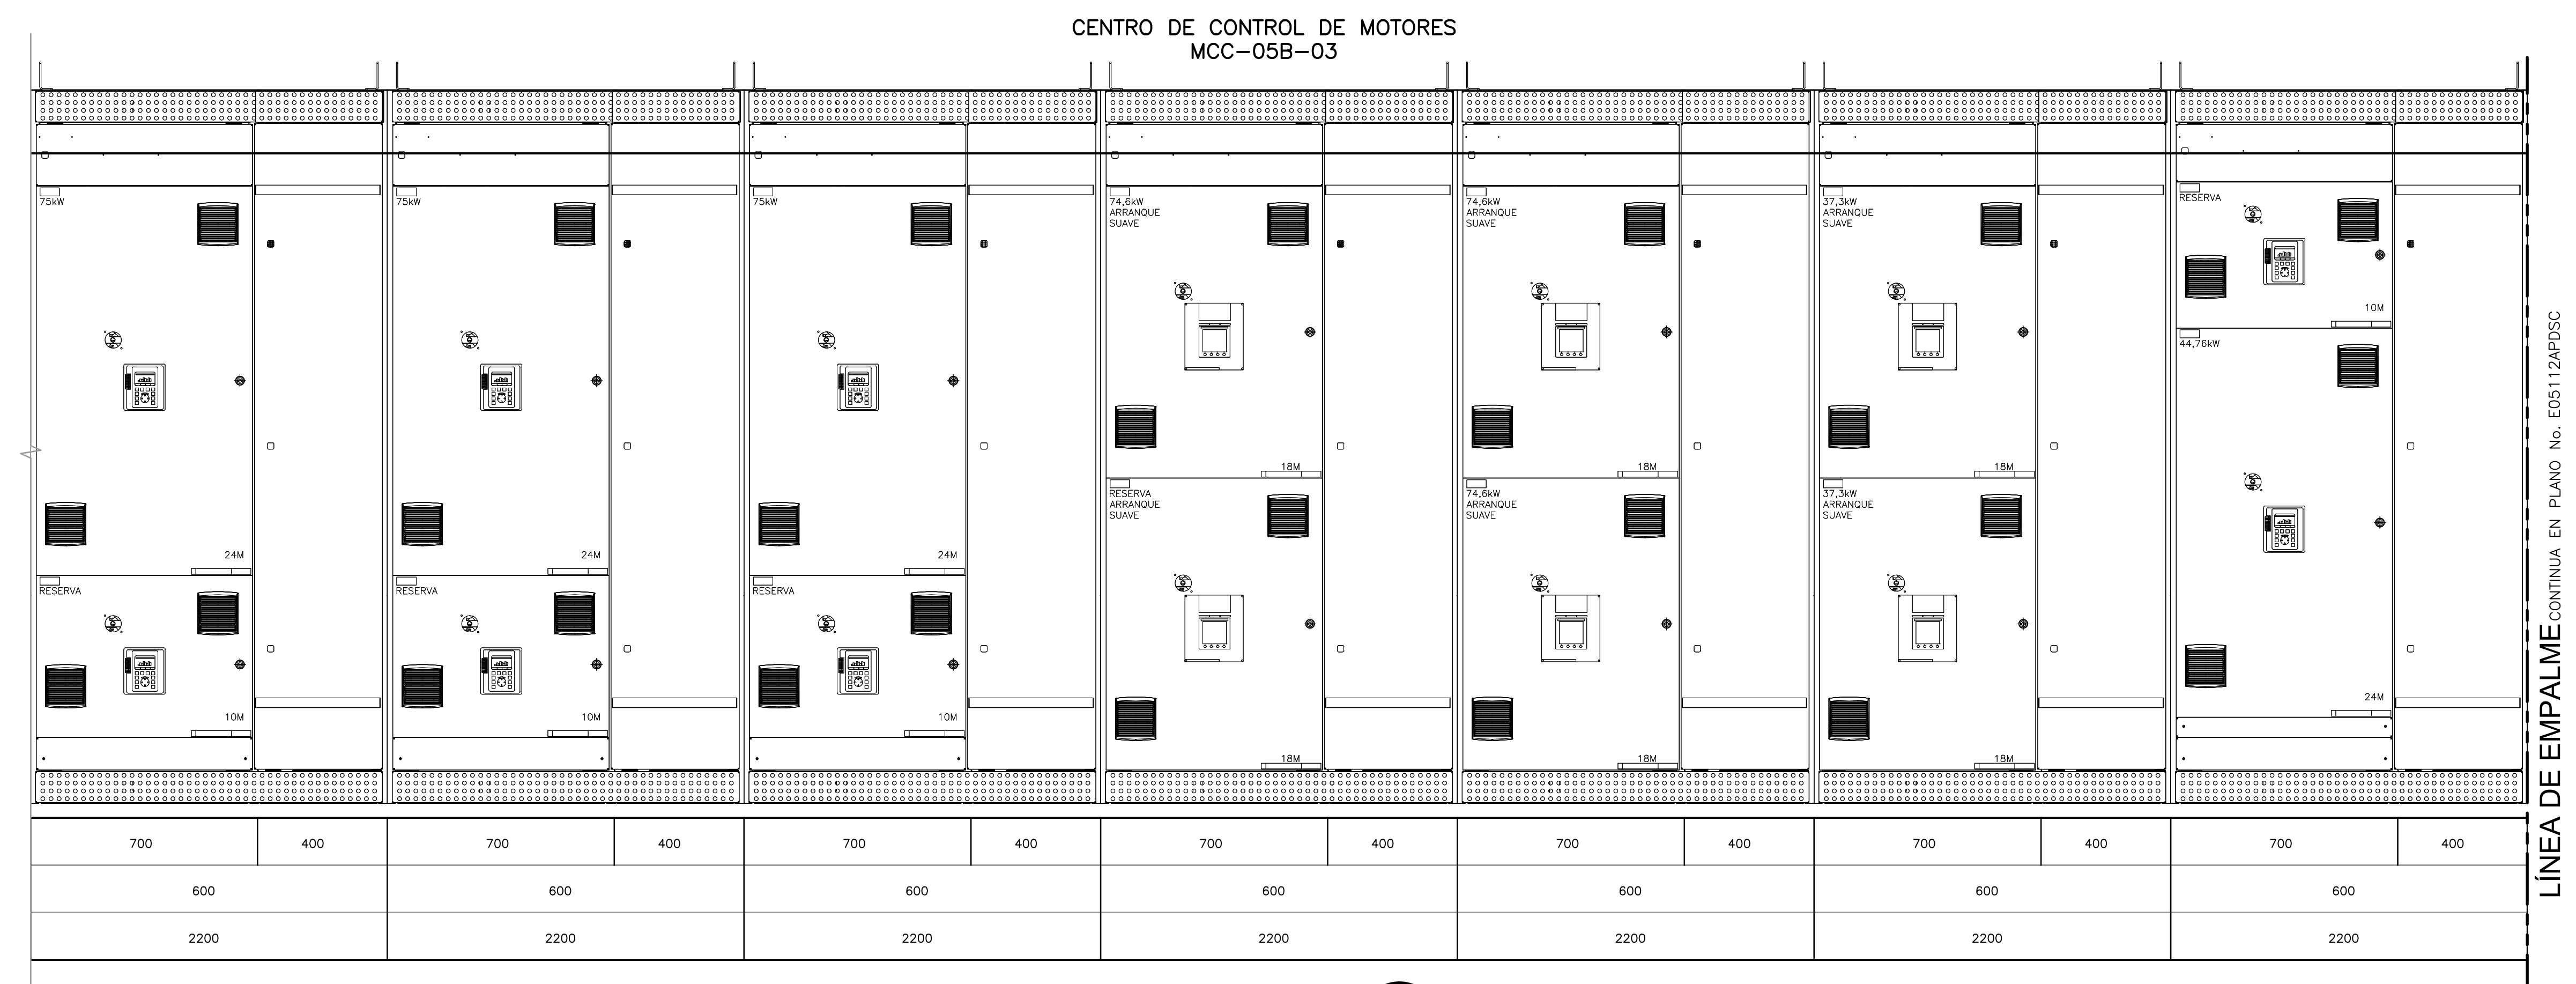 CENTRO DE CONTROL DE MOTORES
MCC-05B-03
75kW
24M
RESERVA
10M
75kW
24M
RESERVA
10M
75kW
24M
RESERVA
10M
74,6kW
ARRANQUE
SUAVE
18M
RESERVA
ARRANQUE
SUAVE
18M
74,6kW
ARRANQUE
SUAVE
18M
74,6kW
ARRANQUE
SUAVE
18M
37,3kW
ARRANQUE
SUAVE
18M
37,3kW
ARRANQUE
SUAVE
18M
RESERVA
10M
44,76kW
24M
700 400 700 400 700 400 700 400 700 400 700 400 700 400
600 600 600 600 600 600 600
2200 2200 2200 2200 2200 2200 2200
LÍNEA DE EMPALME CONTINUA EN PLANO No. E05112APDSC